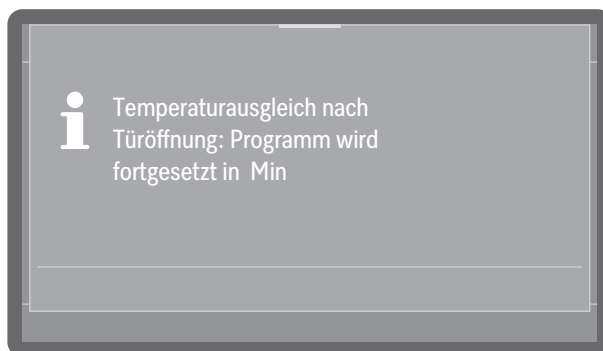 Temperaturausgleich nach
Türöffnung: Programm wird
fortgesetzt in  Min